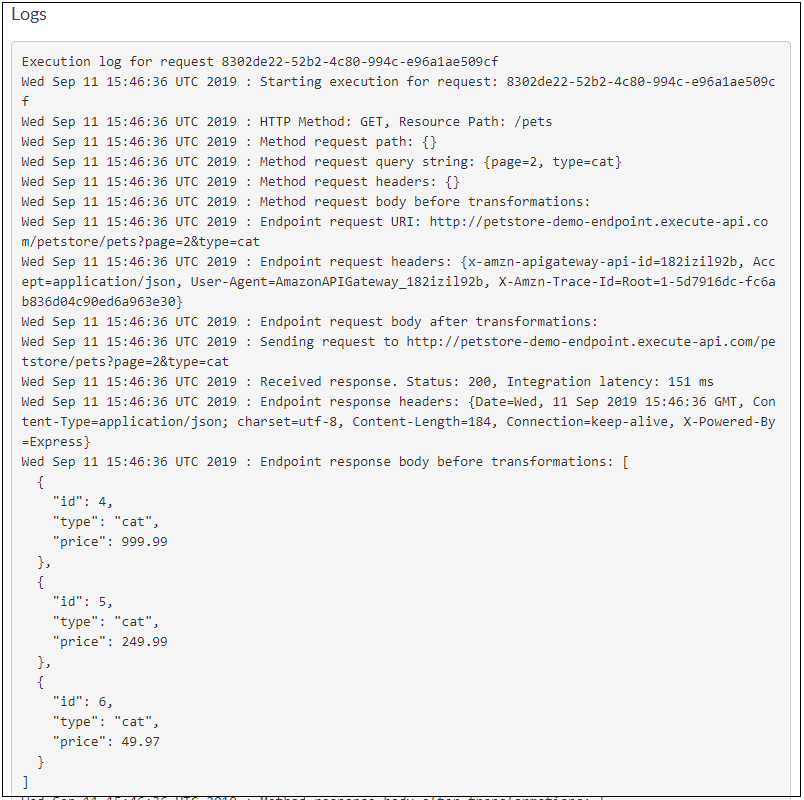 Logs
Execution log for request 8302de22-52b2-4c80-994c-e96a1ae509cf
Wed Sep 11 15:46:36 UTC 2019 : Starting execution for request: 8302de22-52b2-4c80-994c-e96a1ae509c
f
Wed Sep 11 15:46:36 UTC 2019 : HTTP Method: GET, Resource Path: /pets
Wed Sep 11 15:46:36 UTC 2019 : Method request path: {}
Wed Sep 11 15:46:36 UTC 2019 : Method request query string: {page=2, type=cat}
Wed Sep 11 15:46:36 UTC 2019 : Method request headers: {}
Wed Sep 11 15:46:36 UTC 2019 : Method request body before transformations:
Wed Sep 11 15:46:36 UTC 2019 : Endpoint request URI: http://petstore-demo-endpoint.execute-api.co
m/petstore/pets?page=2&type=cat
Wed Sep 11 15:46:36 UTC 2019 : Endpoint request headers: {x-amzn-apigateway-api-id=182izil92b, Acc
ept=application/json, User-Agent=AmazonAPIGateway_182izil92b, X-Amzn-Trace-Id=Root=1-5d7916dc-fc6a
b836d04c90ed6a963e30}
Wed Sep 11 15:46:36 UTC 2019 : Endpoint request body after transformations:
Wed Sep 11 15:46:36 UTC 2019 : Sending request to http://petstore-demo-endpoint.execute-api.com/pe
tstore/pets?page=2&type=cat
Wed Sep 11 15:46:36 UTC 2019 : Received response. Status: 200, Integration latency: 151 ms
Wed Sep 11 15:46:36 UTC 2019 : Endpoint response headers: {Date=Wed, 11 Sep 2019 15:46:36 GMT, Con
tent-Type=application/json; charset=utf-8, Content-Length=184, Connection=keep-alive, X-Powered-By
=Express}
Wed Sep 11 15:46:36 UTC 2019 : Endpoint response body before transformations: [
  {
    "id": 4,
    "type": "cat",
    "price": 999.99
  },
  {
    "id": 5,
    "type": "cat",
    "price": 249.99
  },
  {
    "id": 6,
    "type": "cat",
    "price": 49.97
  }
]